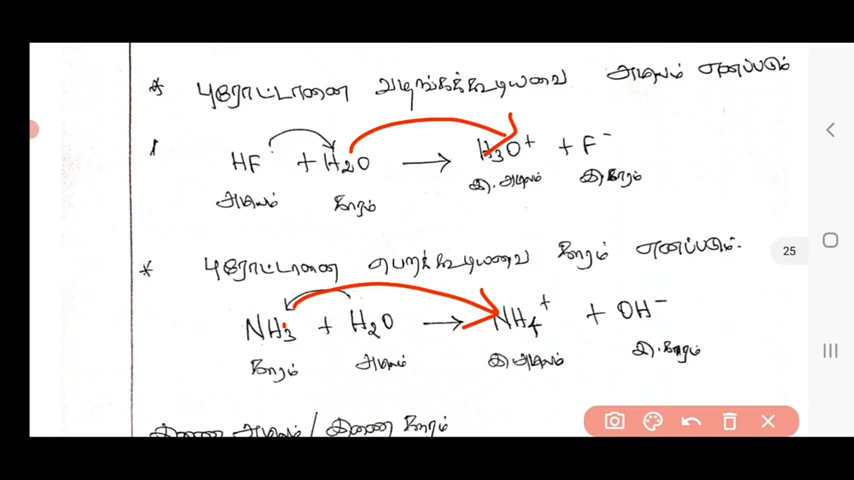 * புரோட்டானை வழங்கக்கூடியவை அமிலம் எனப்படும்
HF + H2O → H3O+ + F-
அமிலம் காரம் இ.அமிலம் இ.காரம்
* புரோட்டானை பெறக்கூடியவை காரம் எனப்படும்.
25
NH3 + H2O → NH4+ + OH-
காரம் அமிலம் இ.அமிலம் இ.காரம்
இணை அமிலம் / இணை காரம்